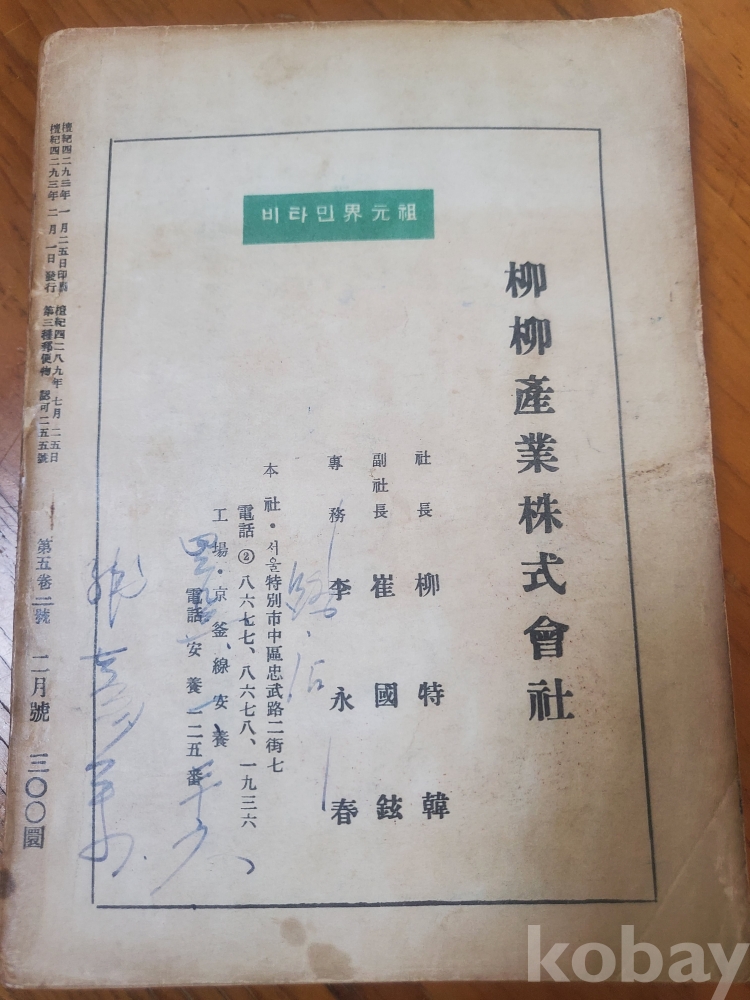 비타민界元祖
柳柳產業株式會社
社長 柳特韓
副社長 崔國鉉
專務 李永春
本社・서울特別市中區忠武路二街七
電話②八六七七、八六七八、一九三六
工場・京釜線安養
電話安養一二五番
檀紀四二九三年一月二五日印刷
檀紀四二九三年二月一日發行
檀紀四二八九年七月二五日
第三種郵便物認可二五五號
第五卷二號
二月號
三〇〇圜
kobay